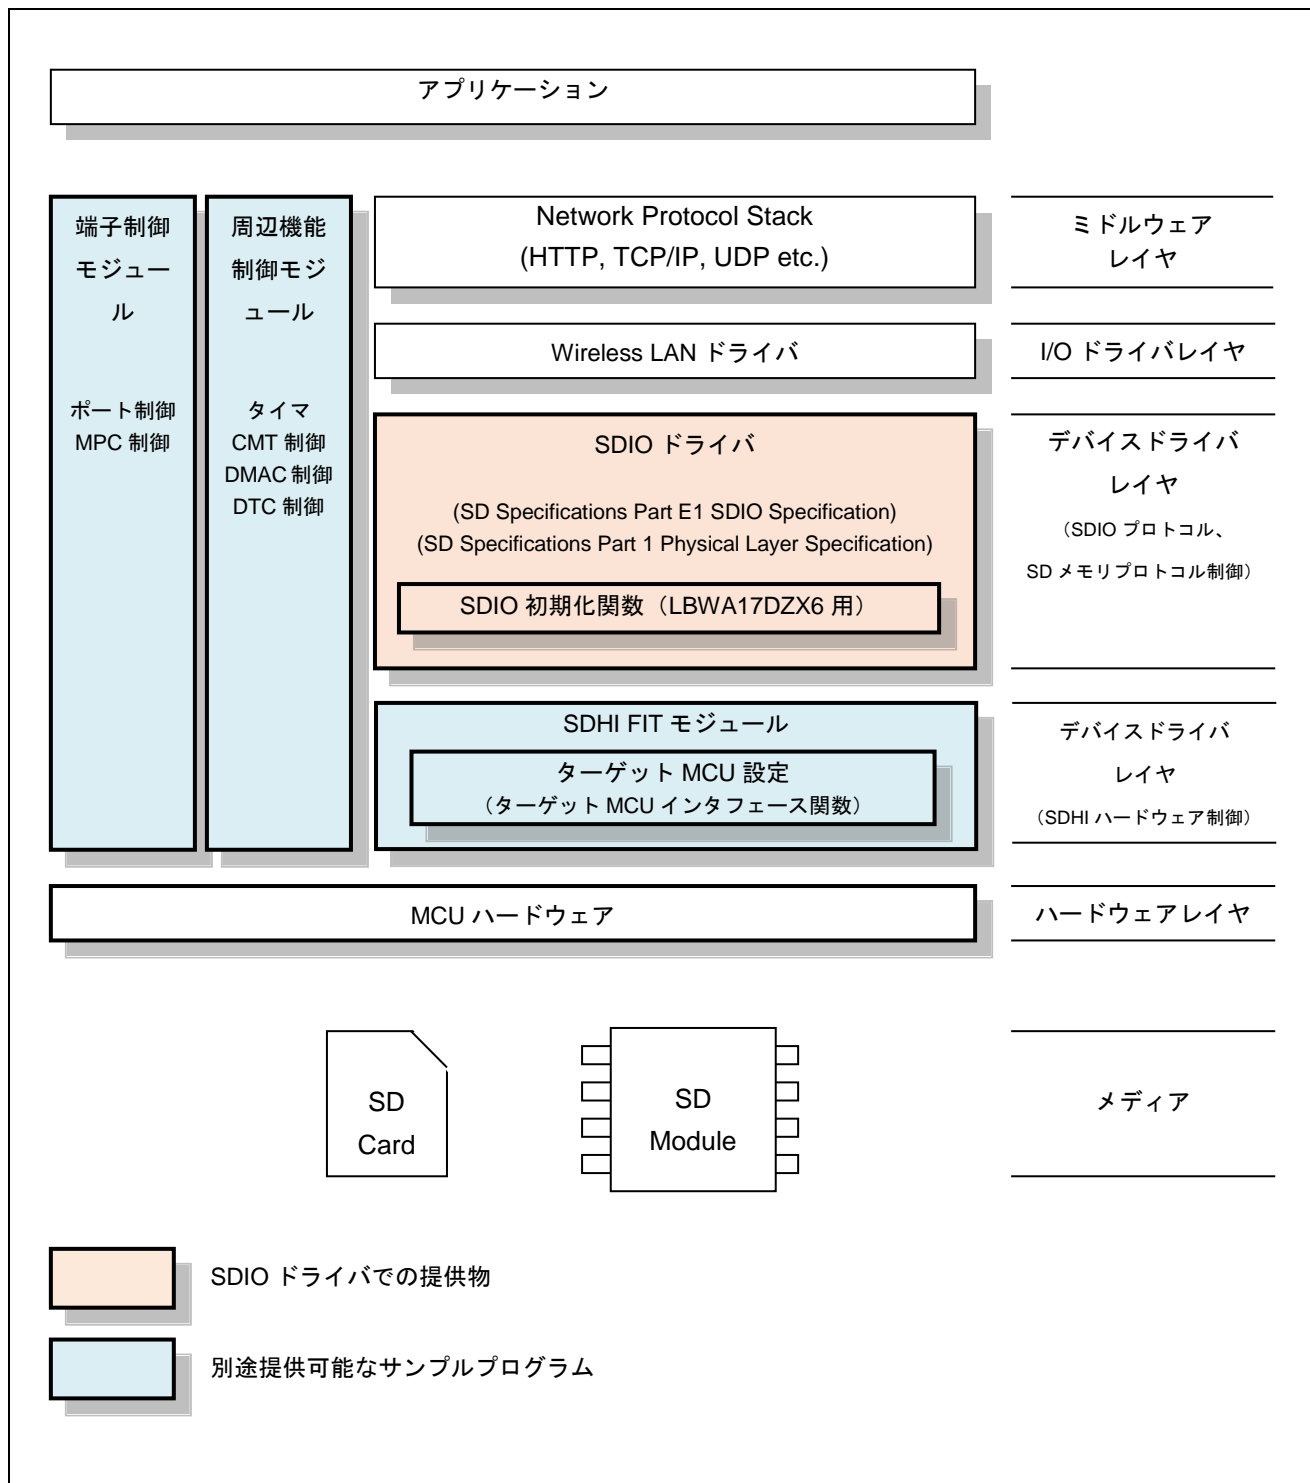 アプリケーション
端子制御
モジュー
ル
ポート制御
MPC 制御
周辺機能
制御モジ
ュール
タイマ
CMT 制御
DMAC 制御
DTC 制御
Network Protocol Stack
(HTTP, TCP/IP, UDP etc.)
ミドルウェア
レイヤ
Wireless LAN ドライバ
I/O ドライバレイヤ
SDIO ドライバ
(SD Specifications Part E1 SDIO Specification)
(SD Specifications Part 1 Physical Layer Specification)
SDIO 初期化関数（LBWA17DZX6 用）
デバイスドライバ
レイヤ
（SDIO プロトコル、
SD メモリプロトコル制御）
SDHI FIT モジュール
ターゲット MCU 設定
（ターゲット MCU インタフェース関数）
デバイスドライバ
レイヤ
（SDHI ハードウェア制御）
MCU ハードウェア
ハードウェアレイヤ
SD
Card
SD
Module
メディア
SDIO ドライバでの提供物
別途提供可能なサンプルプログラム